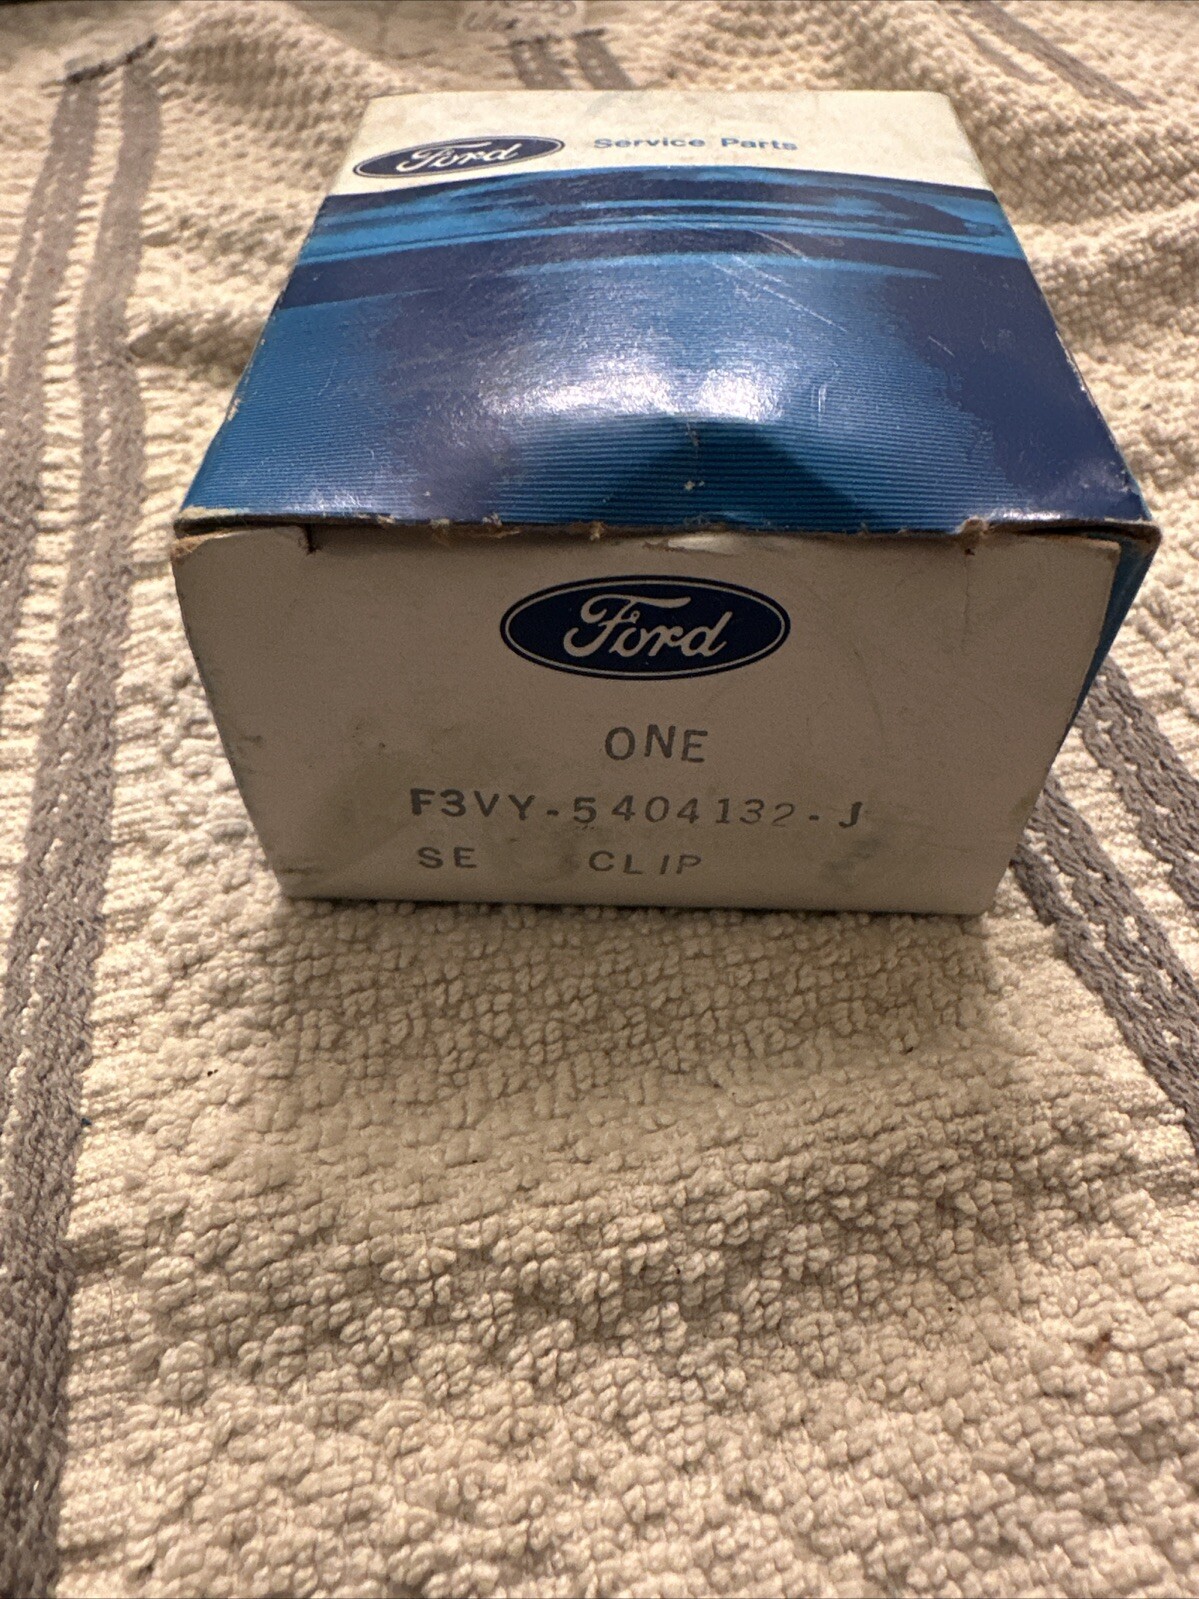 Ford Service Parts
Ford
ONE
F3VY-5404132-J
SE CLIP